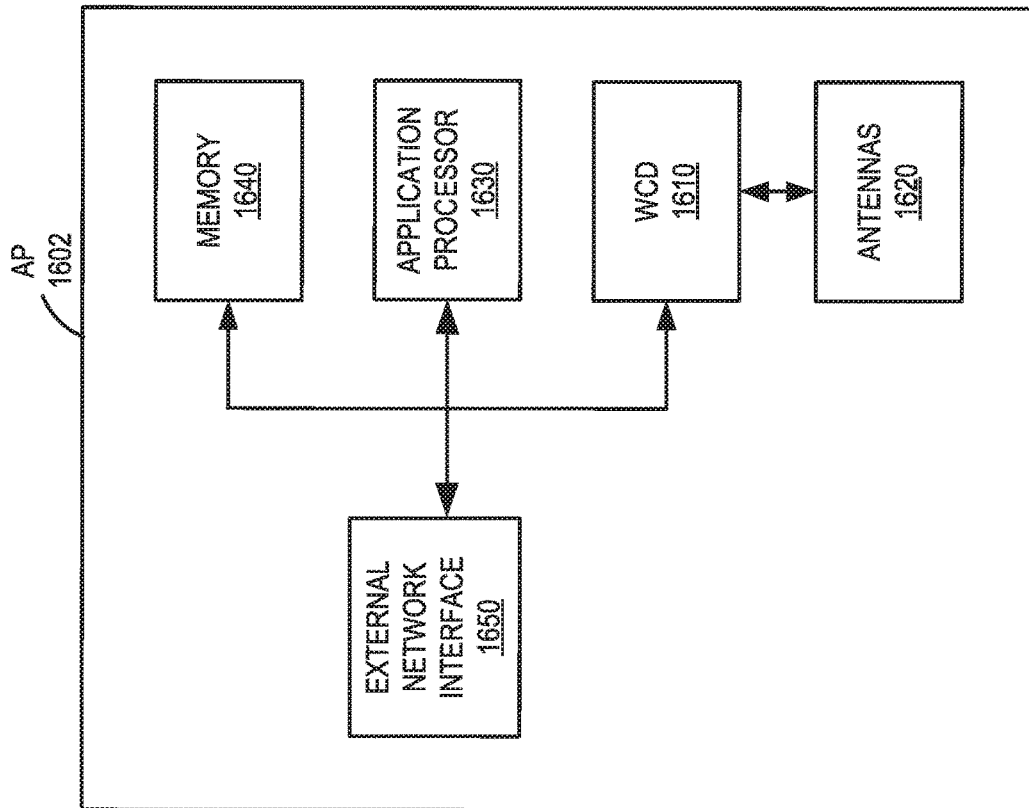 AP
1602
MEMORY
1640
APPLICATION
PROCESSOR
1630
WCD
1610
ANTENNAS
1620
EXTERNAL
NETWORK
INTERFACE
1650